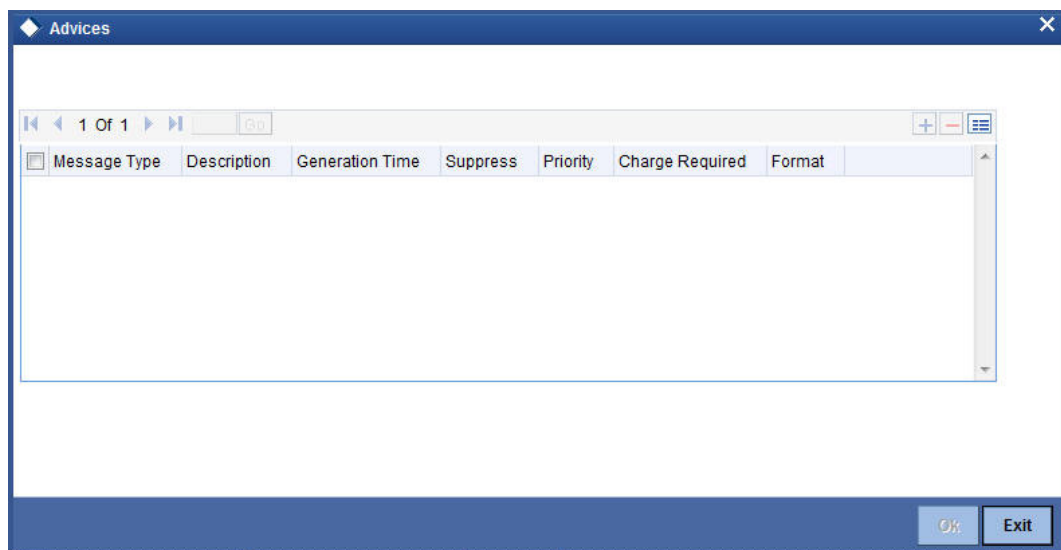 Advices
1 Of 1 Go
Message Type Description Generation Time Suppress Priority Charge Required Format
Ok Exit